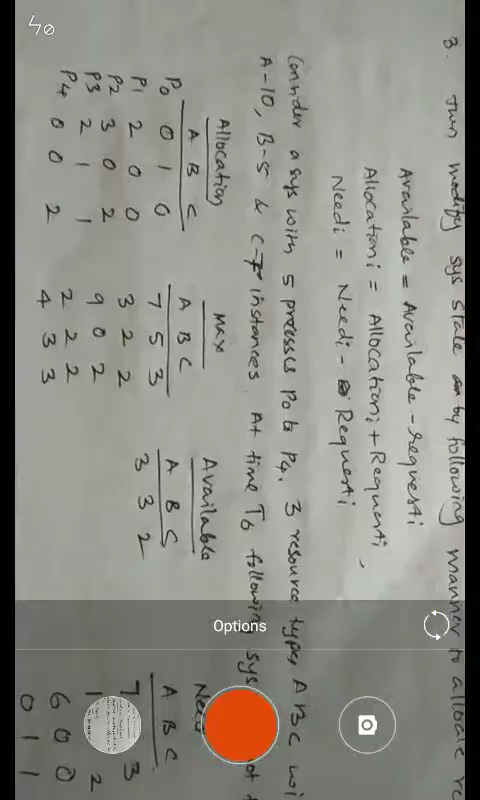 3. Then modify sys state by following manner to allocate re
Available = Available - requesti
Allocationi = Allocationi + Requesti,
Needi = Needi - Requesti
Consider a sys with 5 processes P0 to P4. 3 resource types A B C wi
A-10, B-5 & C-7 instances. At time T0 following sys
Allocation Max Available Need
A B C A B C A B C A B C
P0 0 1 0 7 5 3 3 3 2 7 3
P1 2 0 0 3 2 2 1 2
P2 3 0 2 9 0 2 6 0 0
P3 2 1 1 2 2 2 0 1 1
P4 0 0 2 4 3 3
Options